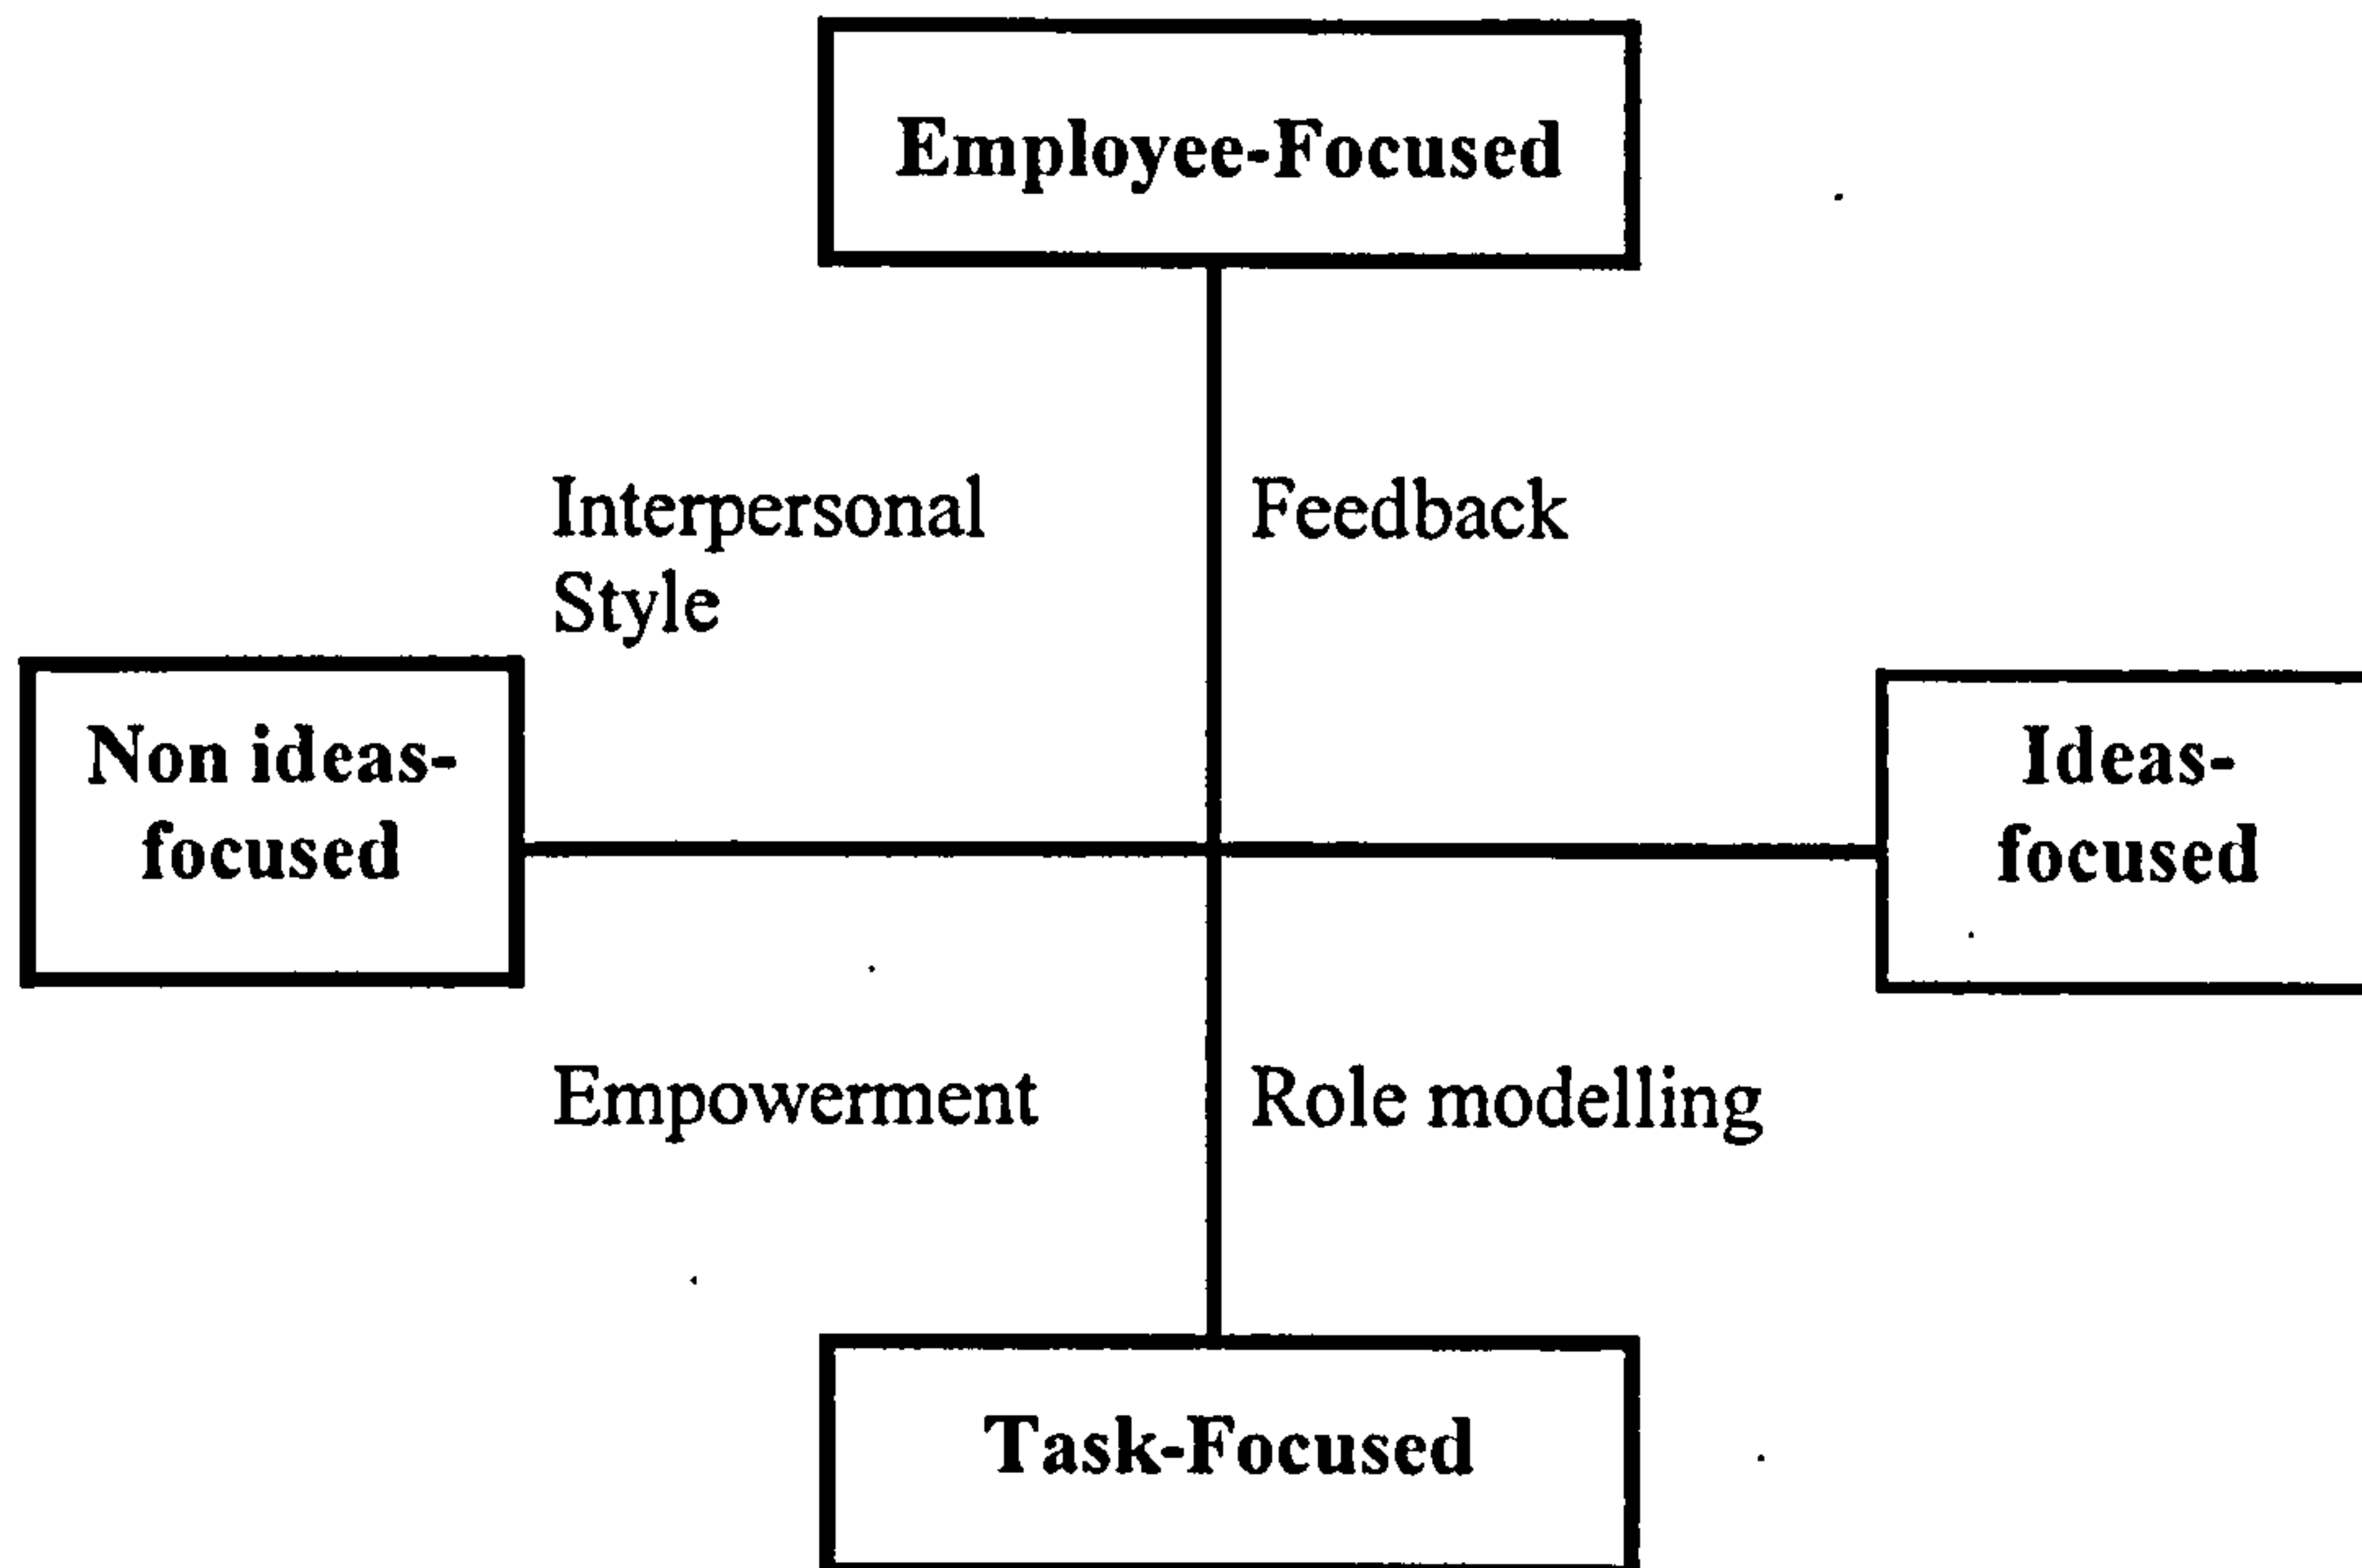 Employee-Focused
Interpersonal
Style
Feedback
Non ideas-
focused
Ideas-
focused
Empowerment
Role modelling
Task-Focused